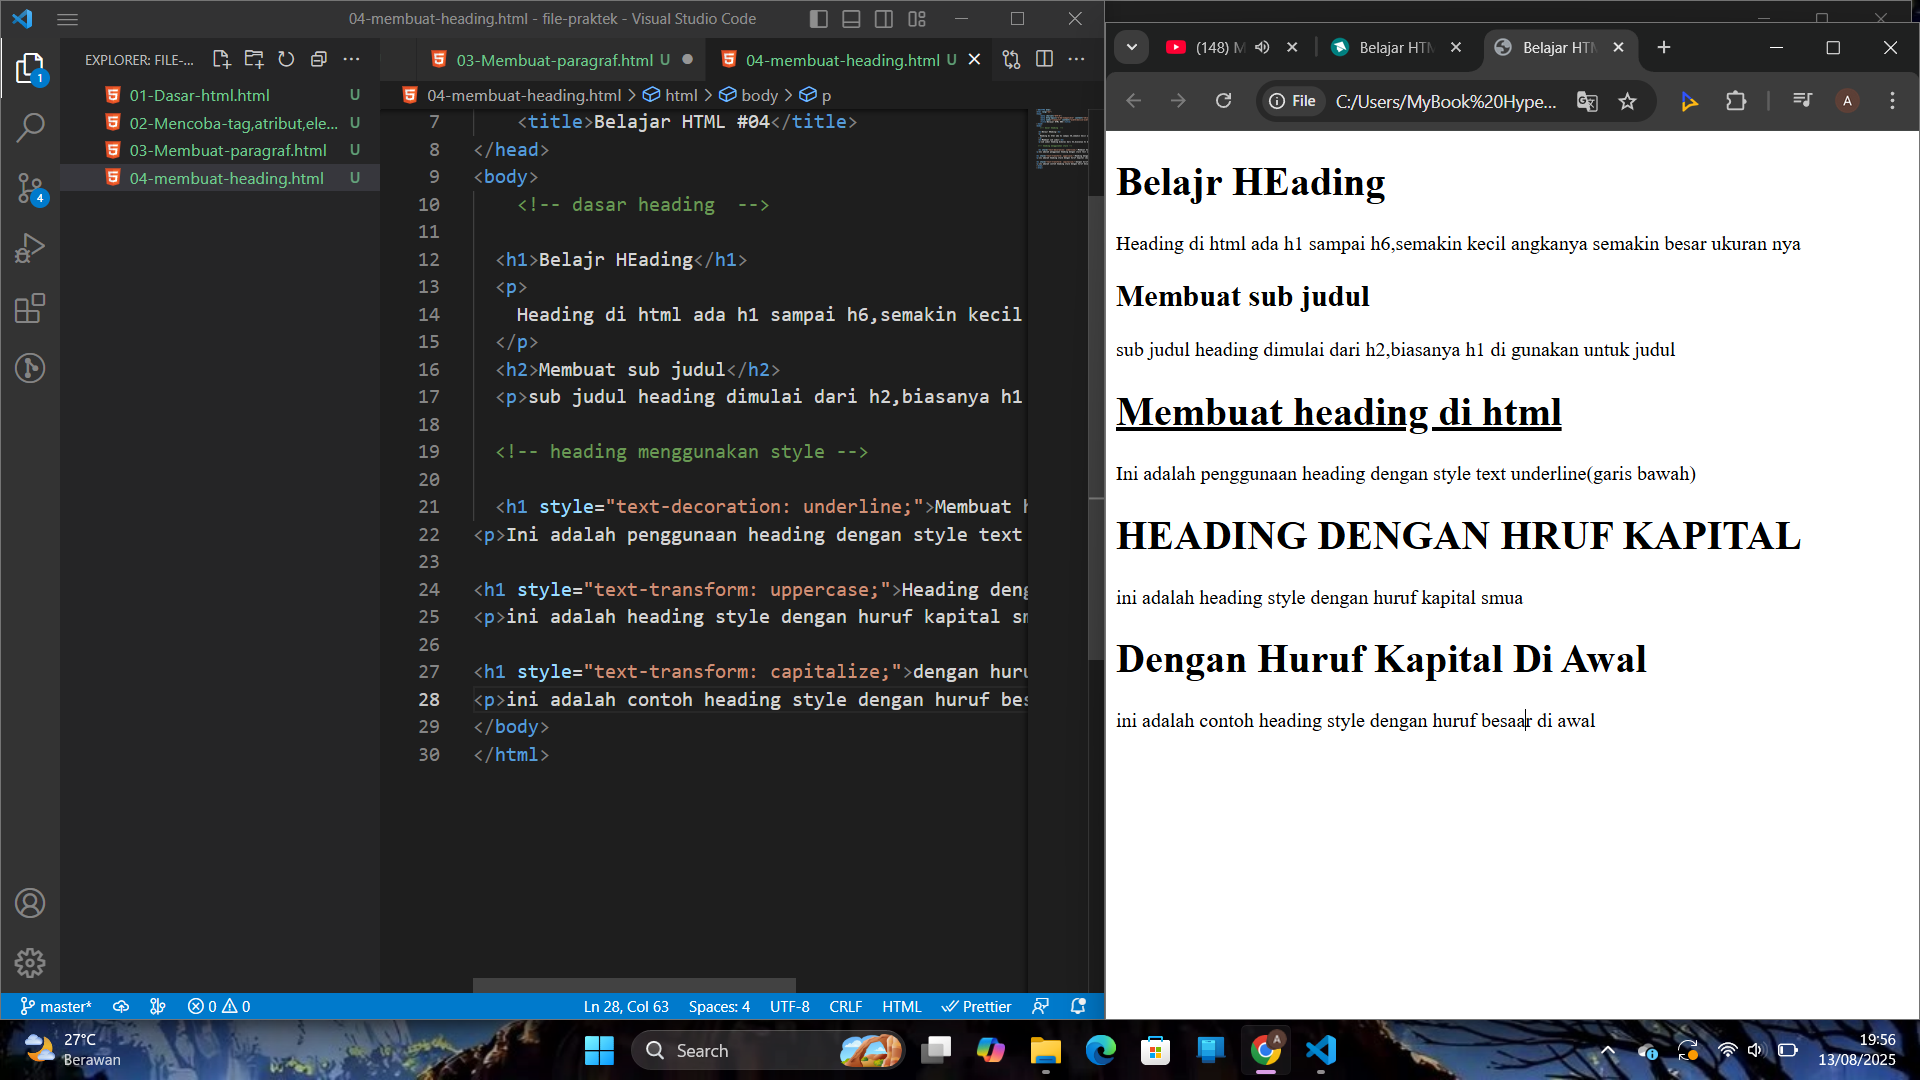 04-membuat-heading.html - file-praktek - Visual Studio Code
EXPLORER: FILE-...
01-Dasar-html.html U
02-Mencoba-tag,atribut,ele... U
03-Membuat-paragraf.html U
04-membuat-heading.html U
1
4
03-Membuat-paragraf.html U
04-membuat-heading.html U
04-membuat-heading.html > html > body > p
7 <title>Belajar HTML #04</title>
8 </head>
9 <body>
10 <!-- dasar heading  -->
11
12 <h1>Belajr HEading</h1>
13 <p>
14 Heading di html ada h1 sampai h6,semakin kecil
15 </p>
16 <h2>Membuat sub judul</h2>
17 <p>sub judul heading dimulai dari h2,biasanya h1
18
19 <!-- heading menggunakan style -->
20
21 <h1 style="text-decoration: underline;">Membuat h
22 <p>Ini adalah penggunaan heading dengan style text
23
24 <h1 style="text-transform: uppercase;">Heading deng
25 <p>ini adalah heading style dengan huruf kapital sm
26
27 <h1 style="text-transform: capitalize;">dengan huru
28 <p>ini adalah contoh heading style dengan huruf bes
29 </body>
30 </html>
master* 0 0 Ln 28, Col 63 Spaces: 4 UTF-8 CRLF HTML Prettier
(148) M
Belajar HTM
Belajar HTM
File C:/Users/MyBook%20Hype... A
Belajr HEading
Heading di html ada h1 sampai h6,semakin kecil angkanya semakin besar ukuran nya
Membuat sub judul
sub judul heading dimulai dari h2,biasanya h1 di gunakan untuk judul
Membuat heading di html
Ini adalah penggunaan heading dengan style text underline(garis bawah)
HEADING DENGAN HRUF KAPITAL
ini adalah heading style dengan huruf kapital smua
Dengan Huruf Kapital Di Awal
ini adalah contoh heading style dengan huruf besaar di awal
27°C
Berawan
Search
19:56
13/08/2025